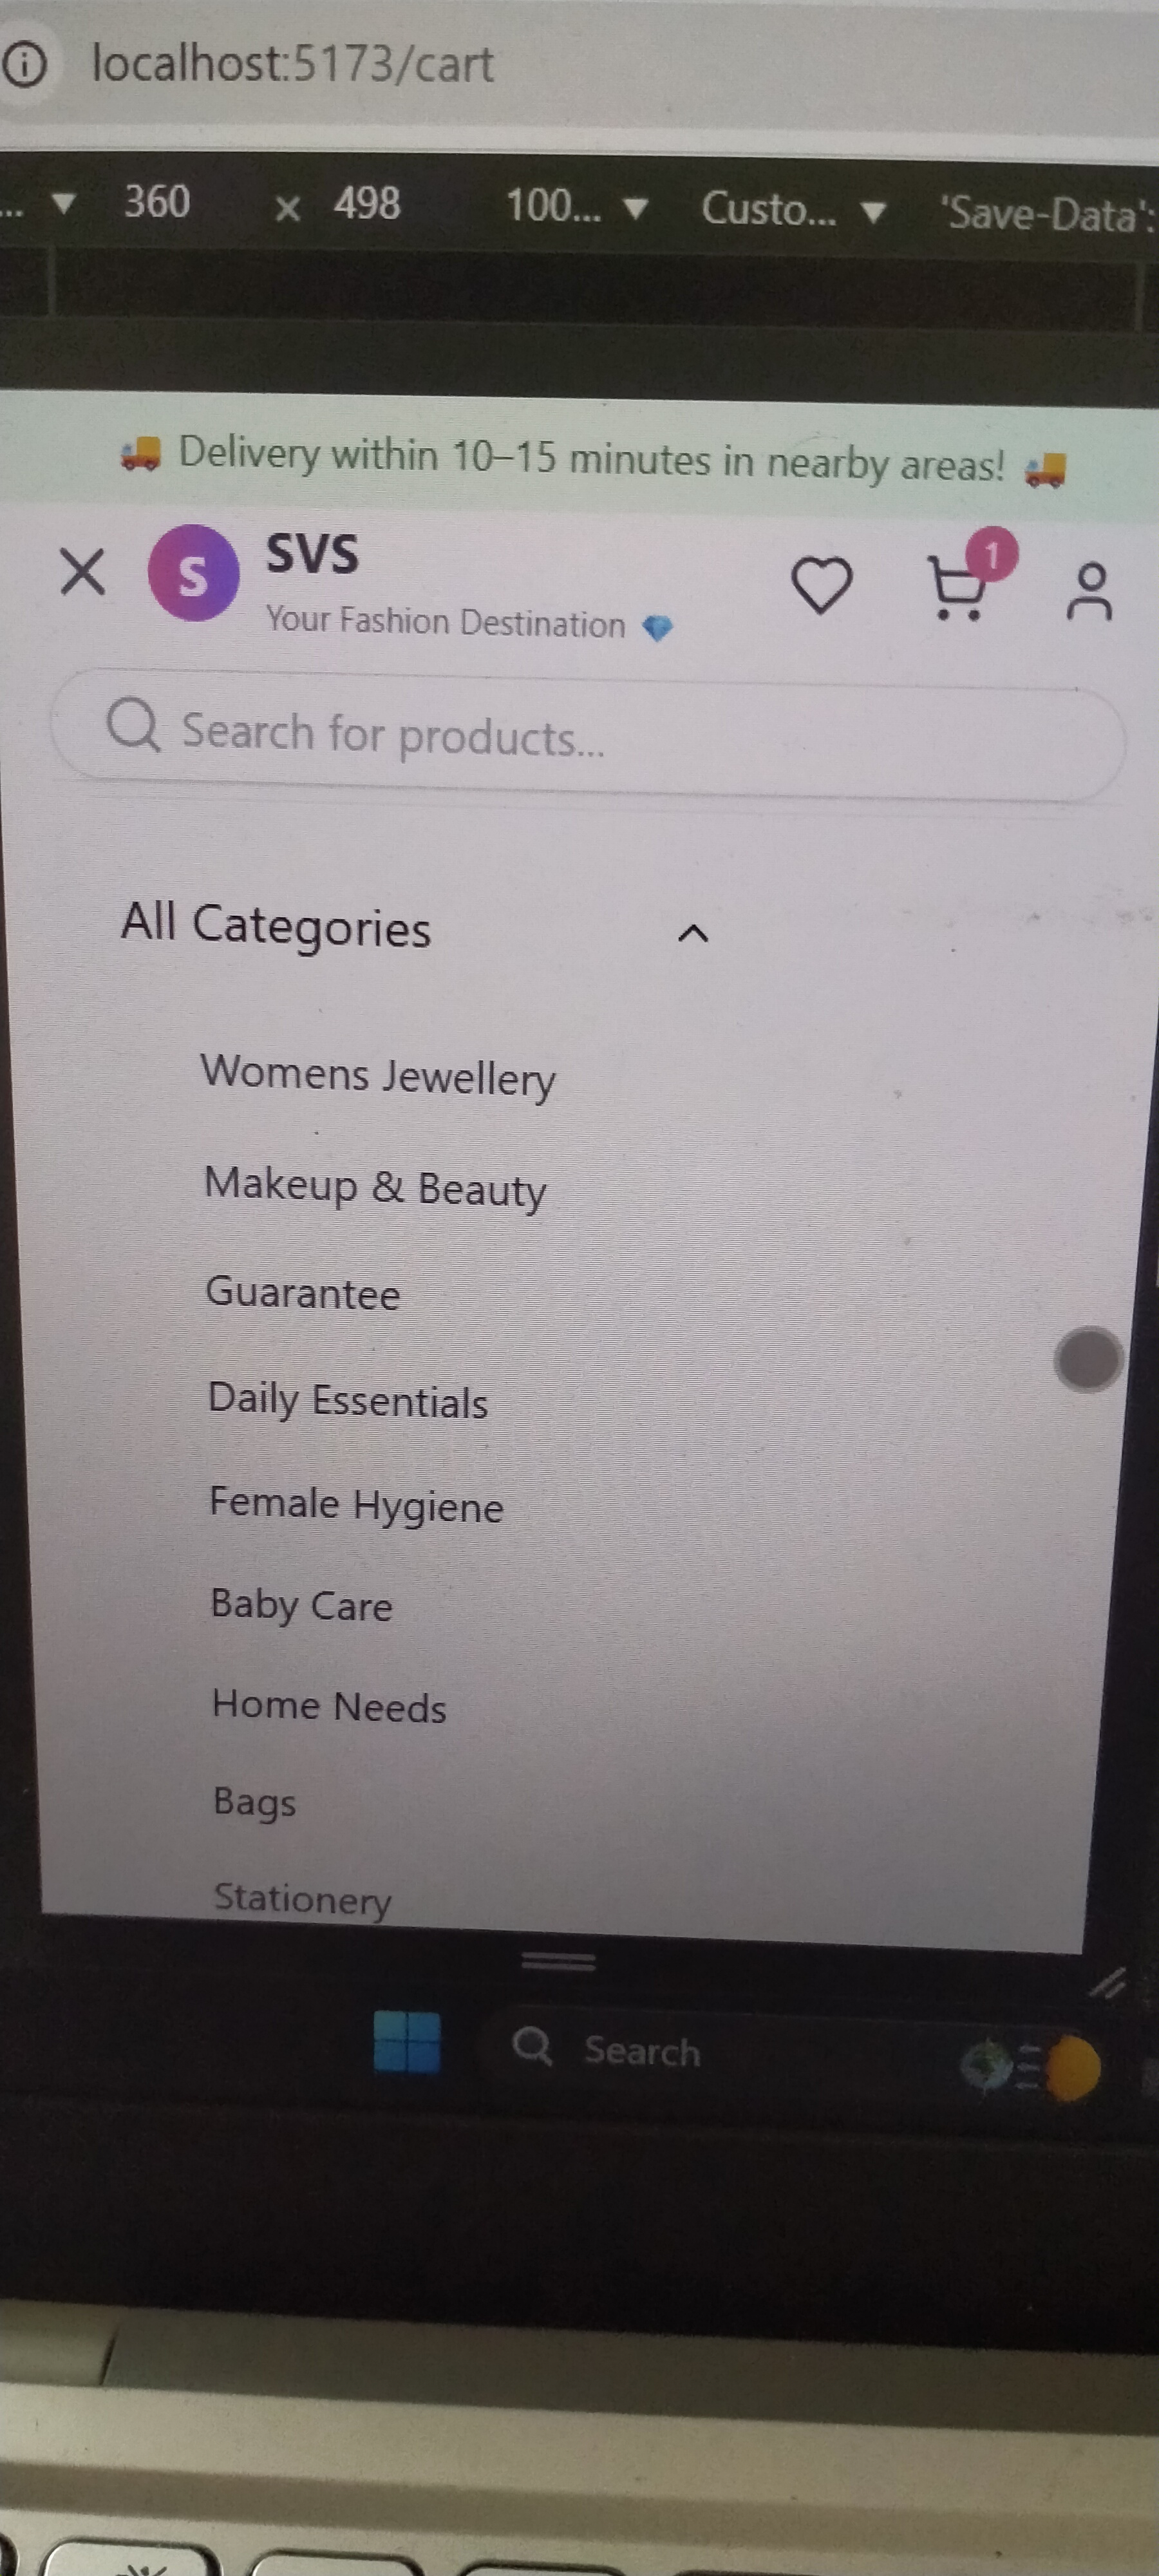 localhost:5173/cart
... ▼ 360 × 498 100... ▼ Custo... ▼ 'Save-Data':
🚚 Delivery within 10–15 minutes in nearby areas! 🚚
S SVS 1
Your Fashion Destination 💎
Search for products...
All Categories
Womens Jewellery
Makeup & Beauty
Guarantee
Daily Essentials
Female Hygiene
Baby Care
Home Needs
Bags
Stationery
Search